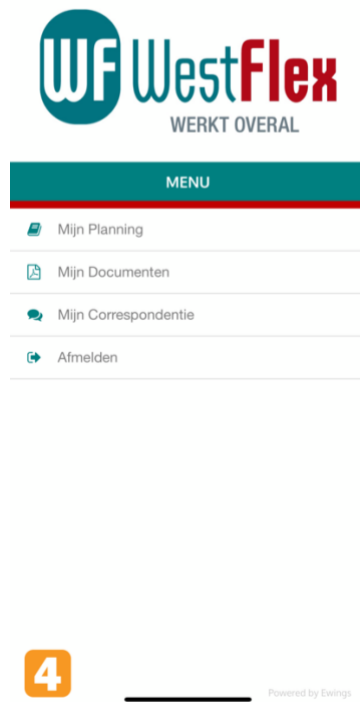 WF WestFlex
WERKT OVERAL
MENU
Mijn Planning
Mijn Documenten
Mijn Correspondentie
Afmelden
4
Powered by Ewings